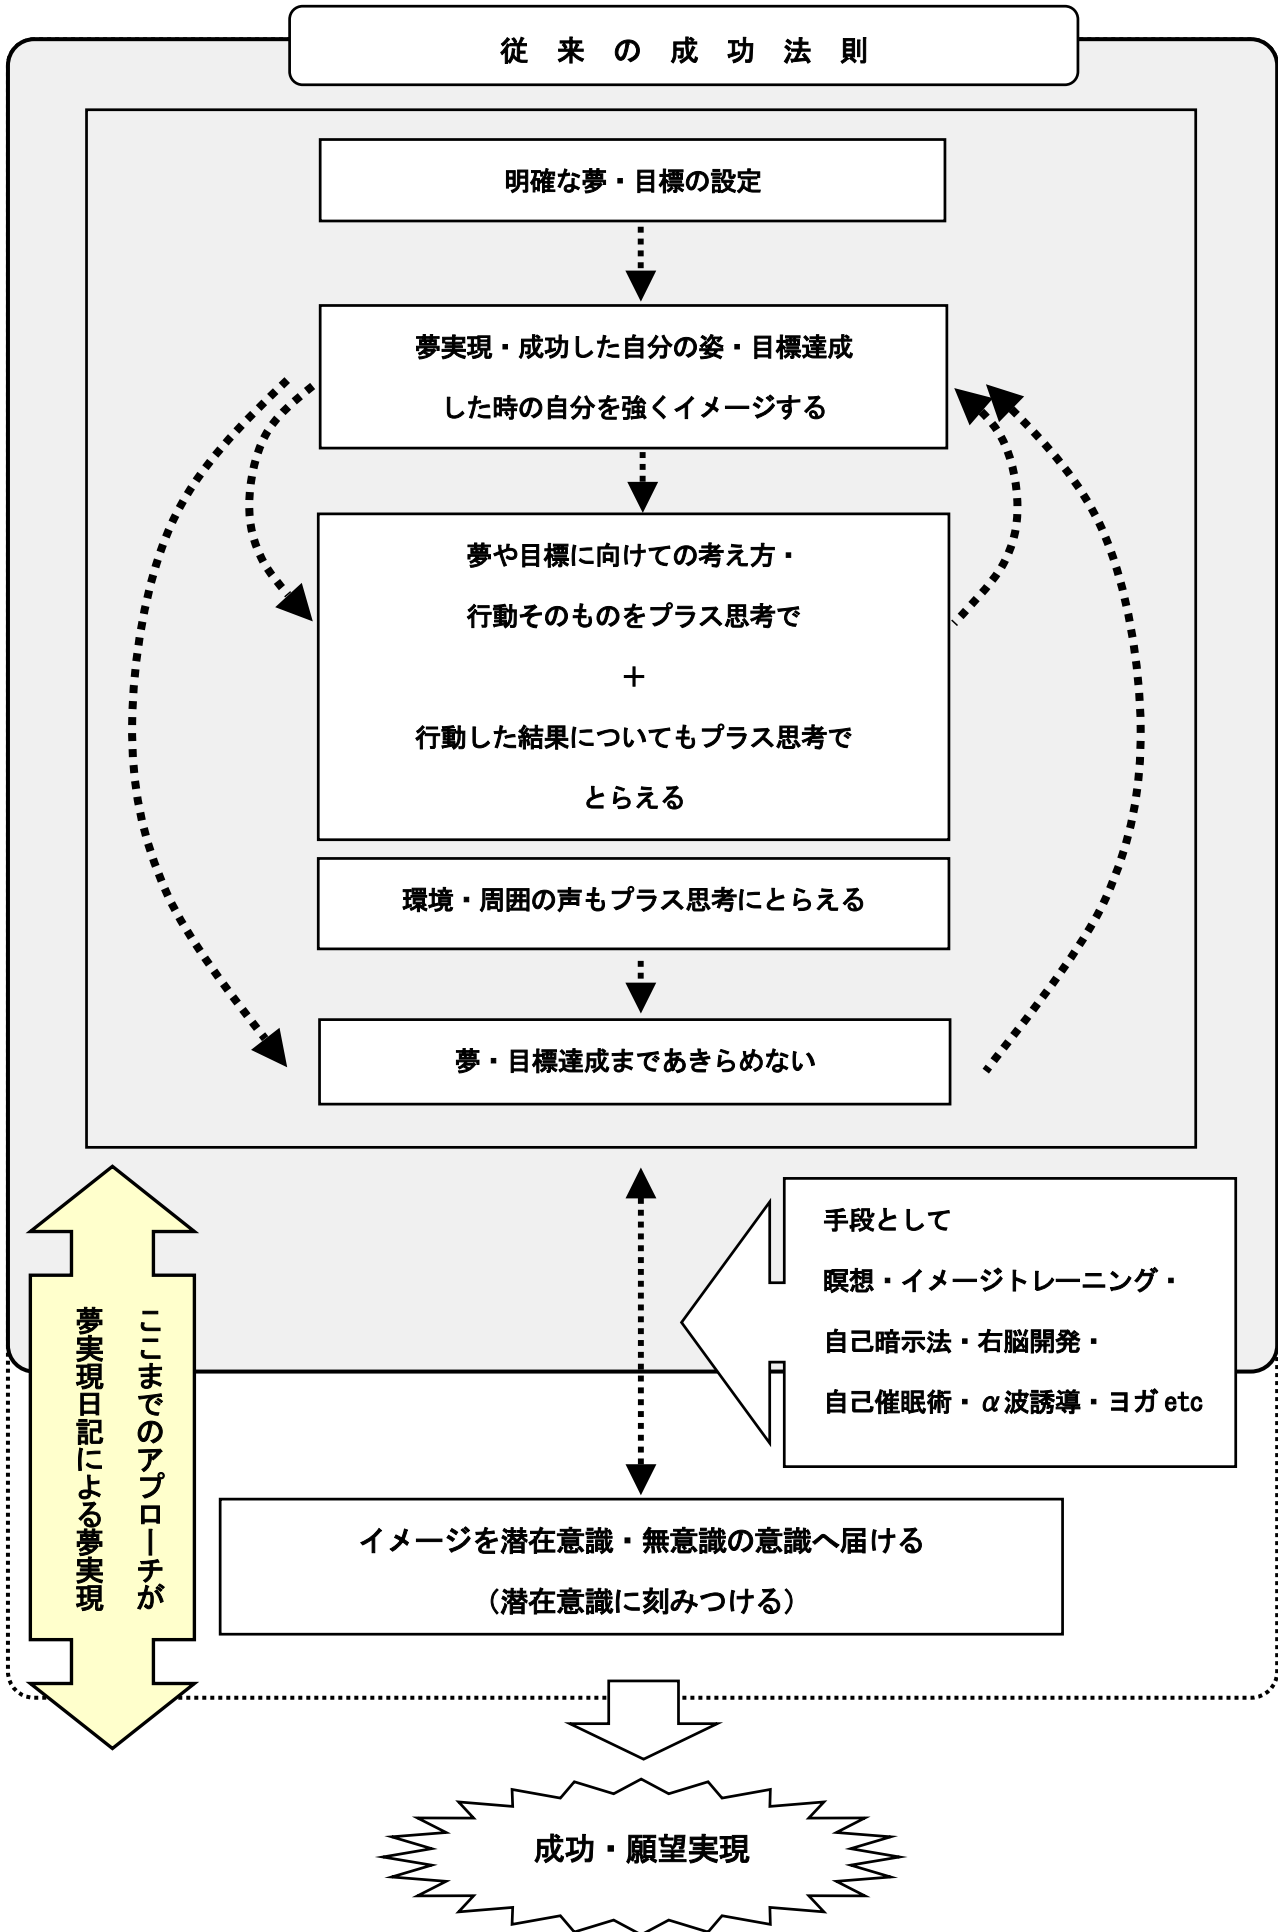 従来の成功法則
明確な夢・目標の設定
夢実現・成功した自分の姿・目標達成
した時の自分を強くイメージする
夢や目標に向けての考え方・
行動そのものをプラス思考で
＋
行動した結果についてもプラス思考で
とらえる
環境・周囲の声もプラス思考にとらえる
夢・目標達成まであきらめない
手段として
瞑想・イメージトレーニング・
自己暗示法・右脳開発・
自己催眠術・α波誘導・ヨガ etc
ここまでのアプローチが
夢実現日記による夢実現
イメージを潜在意識・無意識の意識へ届ける
（潜在意識に刻みつける）
成功・願望実現